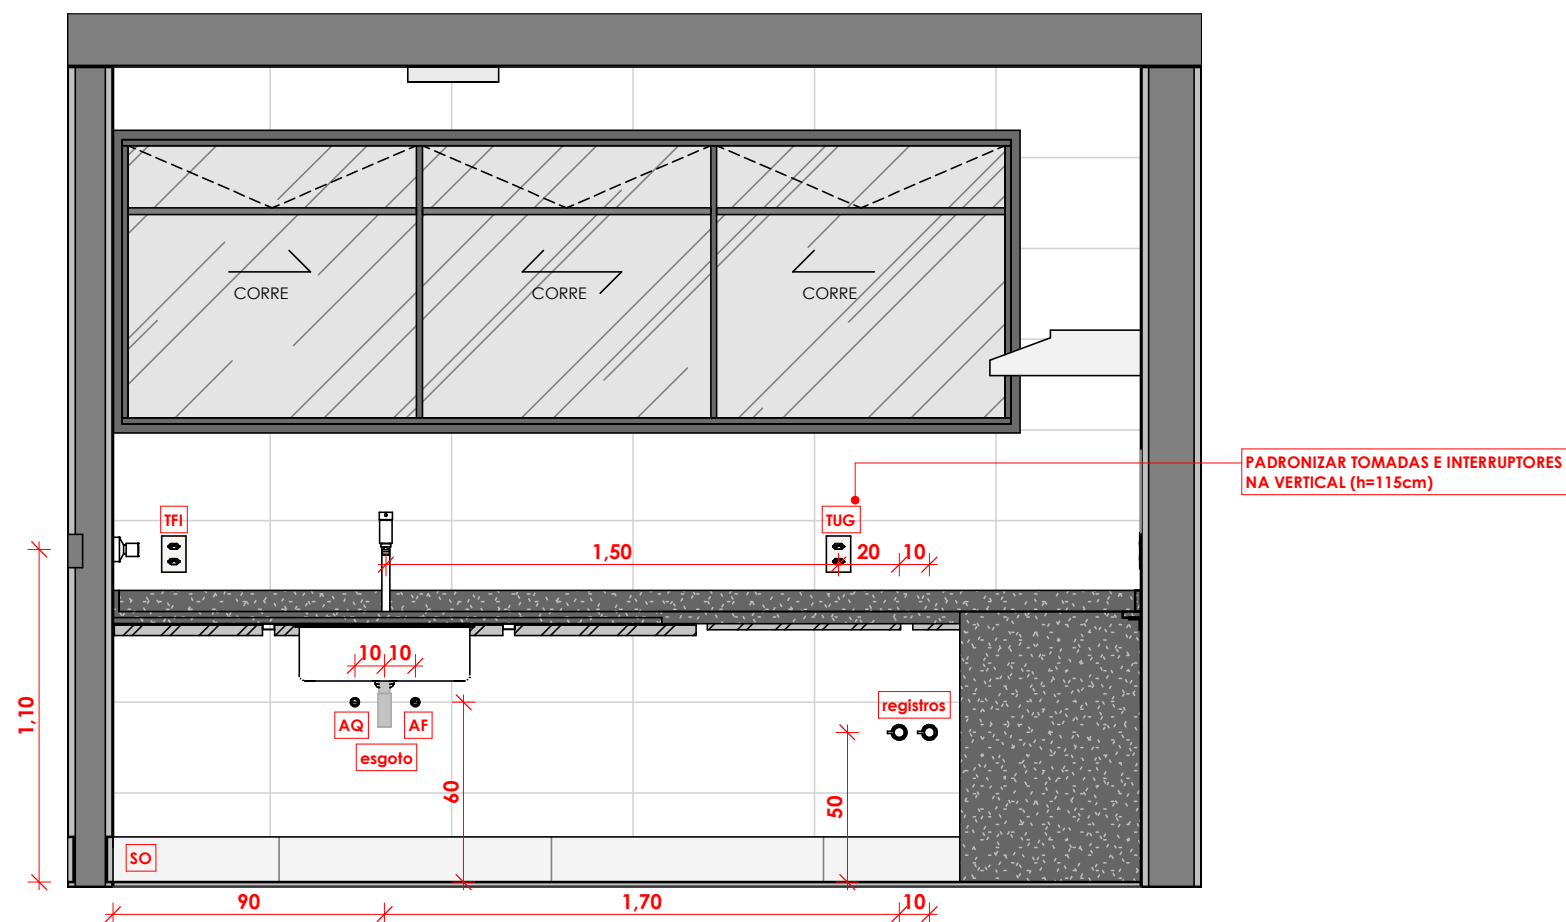 CORRE
CORRE
CORRE
PADRONIZAR TOMADAS E INTERRUPTORES
NA VERTICAL (h=115cm)
TFI
TUG
1,50
20
10
10
10
AQ
AF
esgoto
registros
1,10
60
50
SO
90
1,70
10